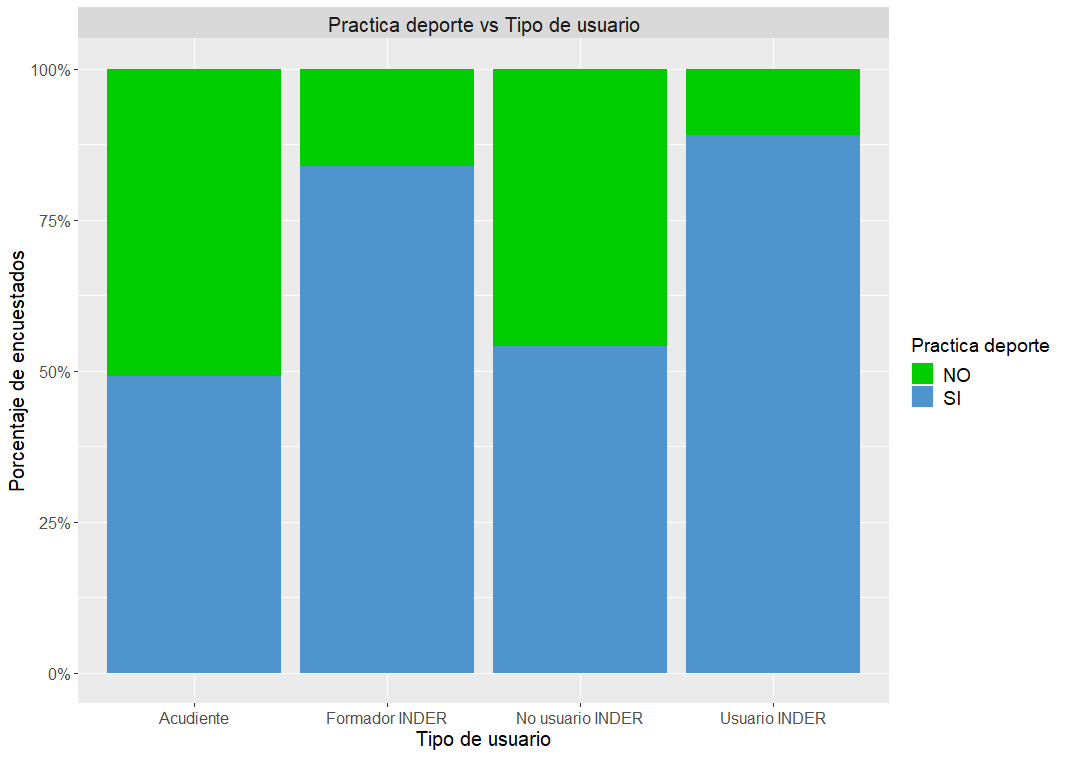 Practica deporte vs Tipo de usuario
100%
75%
50%
25%
0%
Porcentaje de encuestados
Acudiente
Formador INDER
No usuario INDER
Usuario INDER
Tipo de usuario
Practica deporte
NO
SI